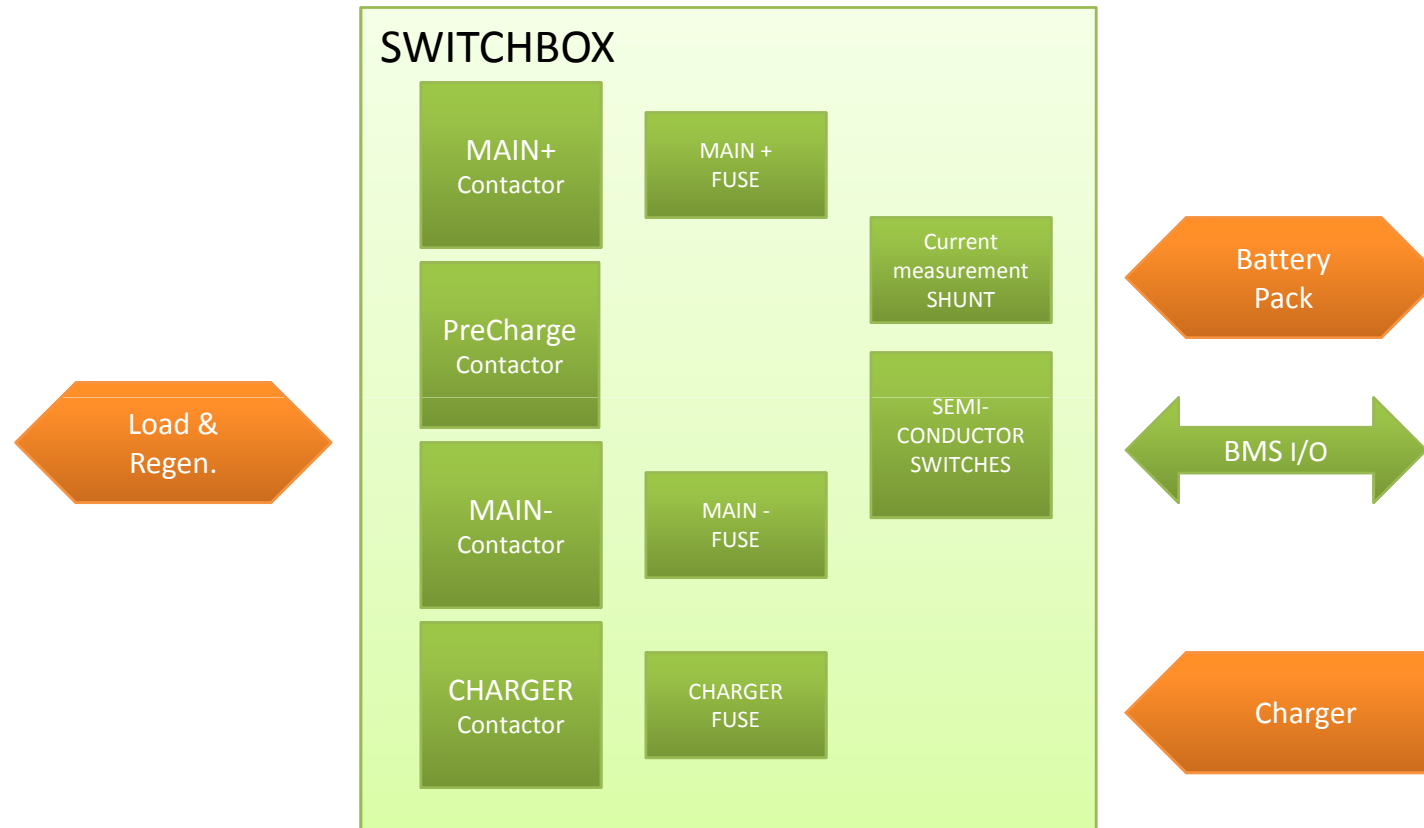 SWITCHBOX
MAIN+
Contactor
MAIN +
FUSE
Current
measurement
SHUNT
Battery
Pack
PreCharge
Contactor
SEMI-
CONDUCTOR
SWITCHES
Load &
Regen.
BMS I/O
MAIN-
Contactor
MAIN -
FUSE
CHARGER
Contactor
CHARGER
FUSE
Charger